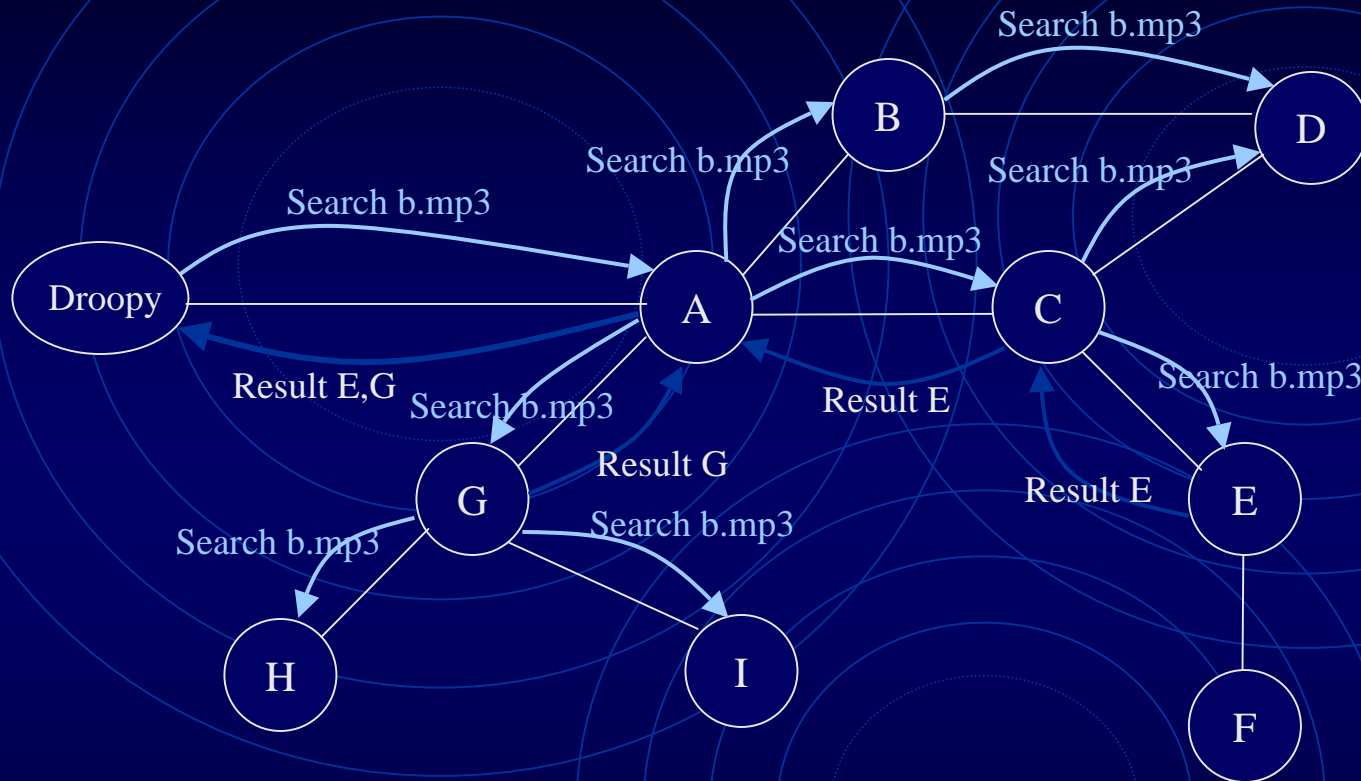 Search b.mp3
B
D
Search b.mp3
Search b.mp3
Search b.mp3
Search b.mp3
Droopy
A
C
Result E,G
Search b.mp3
Result E
Search b.mp3
Result G
G
Result E
E
Search b.mp3
Search b.mp3
H
I
F